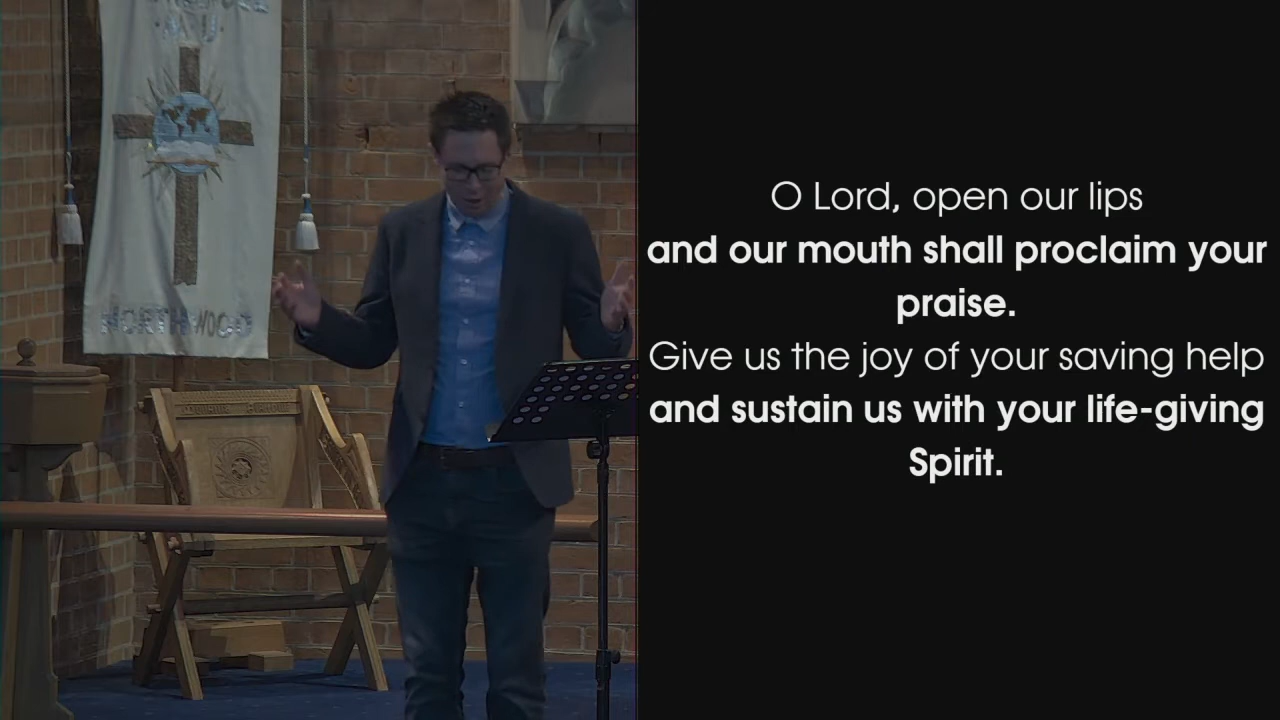 M.U.
NORTHWOOD
O Lord, open our lips
and our mouth shall proclaim your
praise.
Give us the joy of your saving help
and sustain us with your life-giving
Spirit.